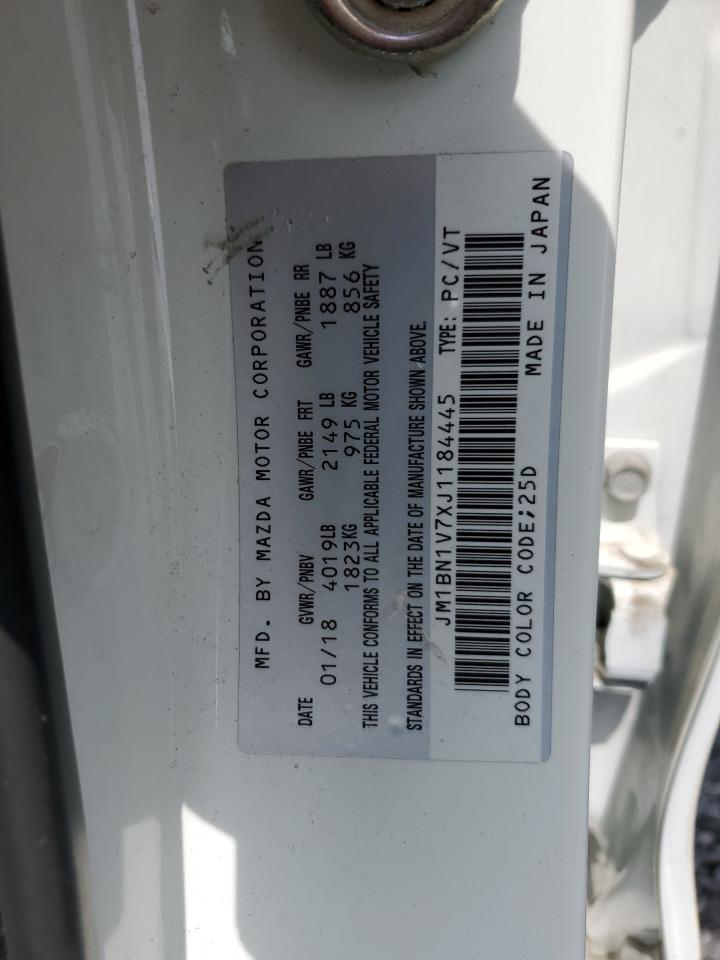 MFD. BY MAZDA MOTOR CORPORATION
DATE GVWR/PNBV GAWR/PNBE FRT GAWR/PNBE RR
01/18 4019LB 2149 LB 1887 LB
1823KG 975 KG 856 KG
THIS VEHICLE CONFORMS TO ALL APPLICABLE FEDERAL MOTOR VEHICLE SAFETY
STANDARDS IN EFFECT ON THE DATE OF MANUFACTURE SHOWN ABOVE.
JM1BN1V7XJ1184445 TYPE: PC/VT
BODY COLOR CODE;25D MADE IN JAPAN